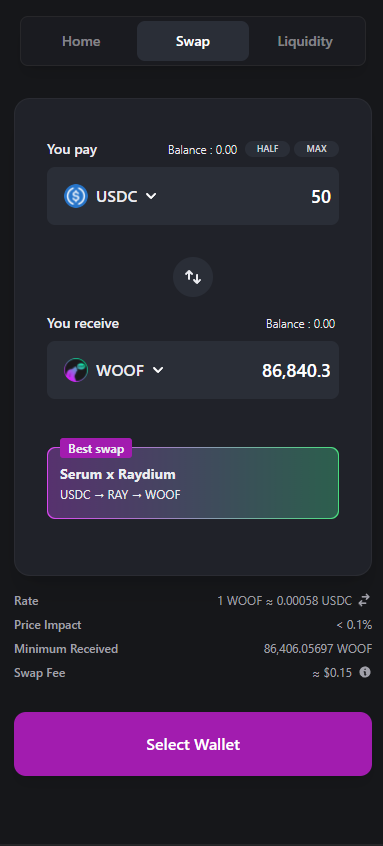 Home Swap Liquidity
You pay Balance : 0.00 HALF MAX
USDC 50
You receive Balance : 0.00
WOOF 86,840.3
Best swap
Serum x Raydium
USDC → RAY → WOOF
Rate 1 WOOF ≈ 0.00058 USDC
Price Impact < 0.1%
Minimum Received 86,406.05697 WOOF
Swap Fee ≈ $0.15
Select Wallet